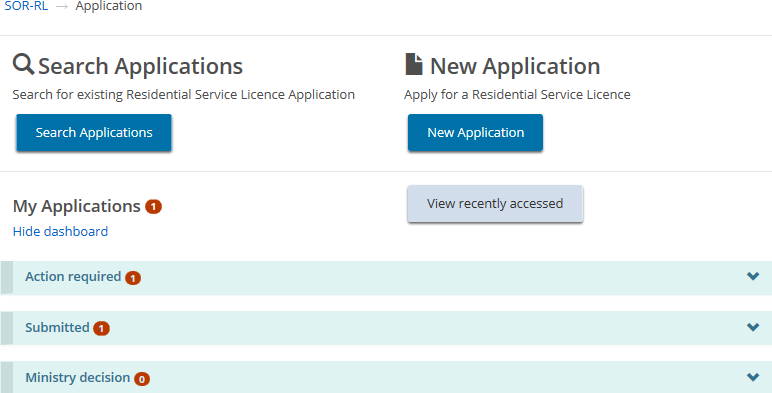 SOR-RL → Application
Search Applications
Search for existing Residential Service Licence Application
Search Applications
New Application
Apply for a Residential Service Licence
New Application
My Applications 1
Hide dashboard
View recently accessed
Action required 1
Submitted 1
Ministry decision 0